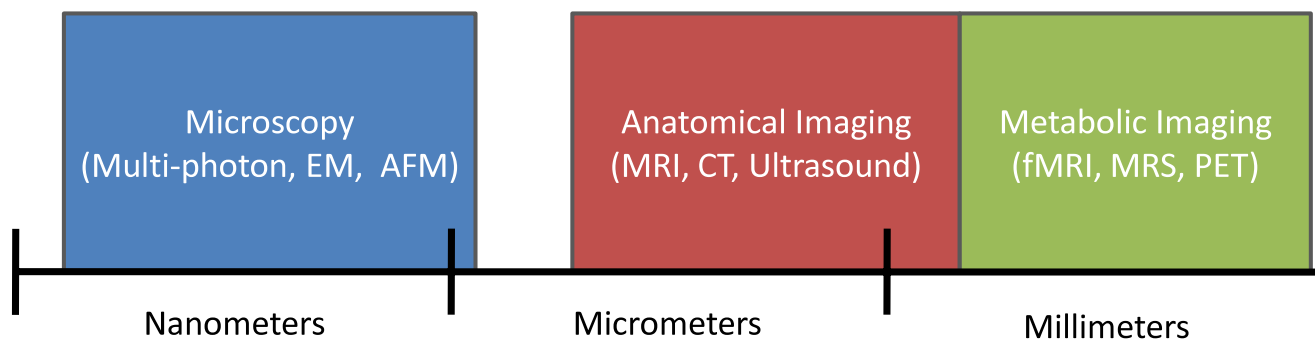 Microscopy
(Multi-photon, EM,  AFM)
Anatomical Imaging
(MRI, CT, Ultrasound)
Metabolic Imaging
(fMRI, MRS, PET)
Nanometers
Micrometers
Millimeters